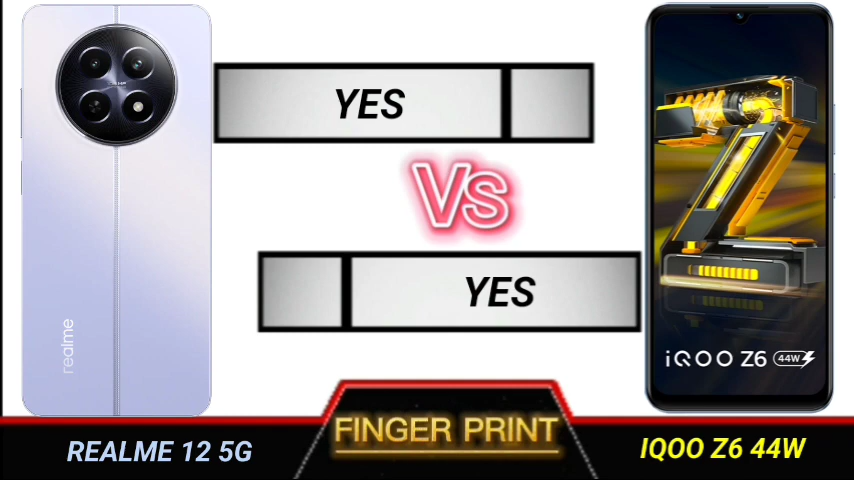 YES
VS
YES
realme
iQOO Z6 44W
FINGER PRINT
REALME 12 5G
IQOO Z6 44W